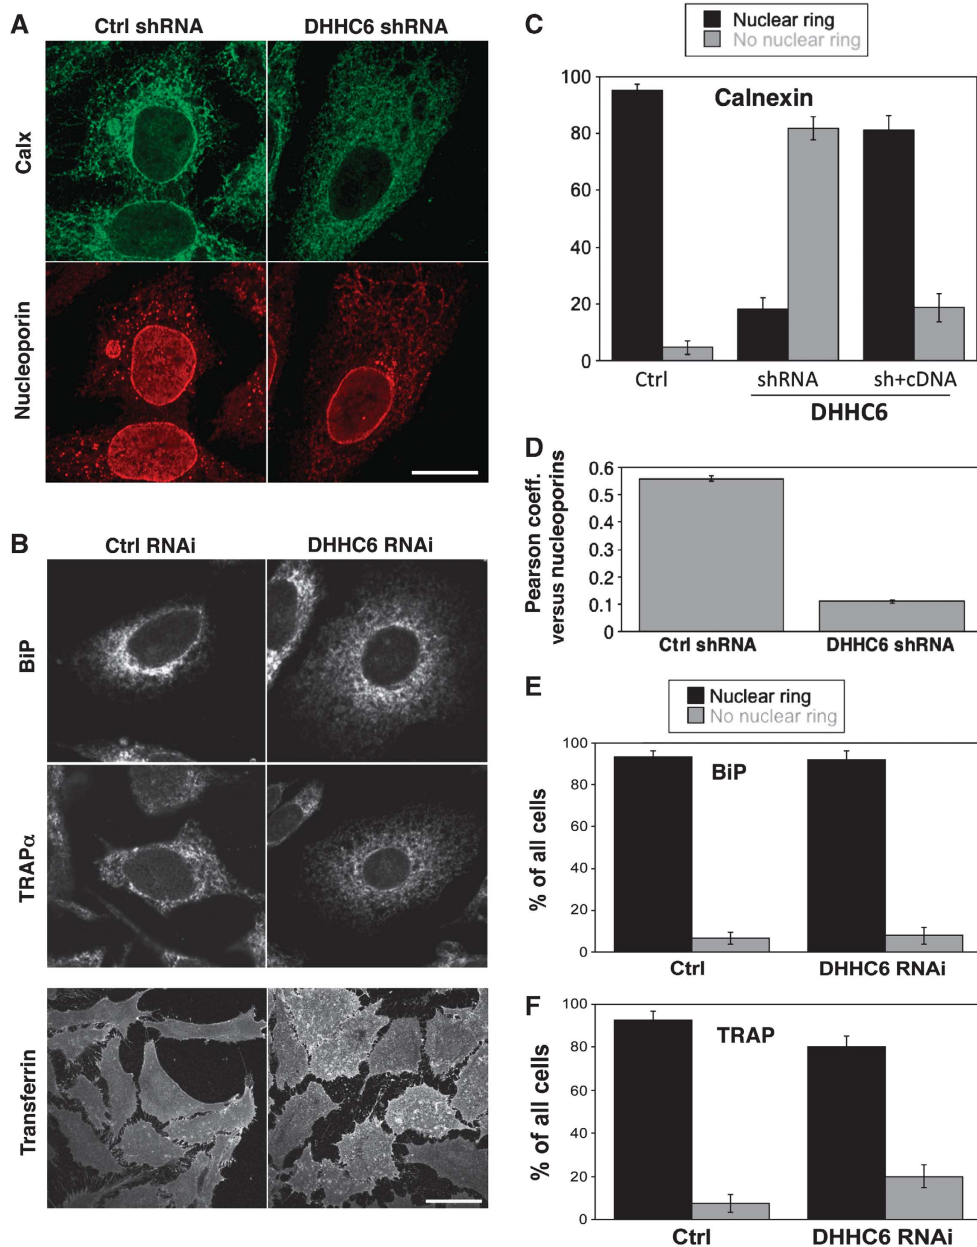 A
Ctrl shRNA
DHHC6 shRNA
Calx
Nucleoporin
B
Ctrl RNAi
DHHC6 RNAi
BiP
TRAPα
Transferrin
C
Nuclear ring
No nuclear ring
Calnexin
100
80
60
40
20
0
Ctrl
shRNA
sh+cDNA
DHHC6
D
Pearson coeff.
versus nucleoporins
0.6
0.5
0.4
0.3
0.2
0.1
0
Ctrl shRNA
DHHC6 shRNA
E
Nuclear ring
No nuclear ring
BiP
% of all cells
100
80
60
40
20
0
Ctrl
DHHC6 RNAi
F
TRAP
% of all cells
100
80
60
40
20
0
Ctrl
DHHC6 RNAi